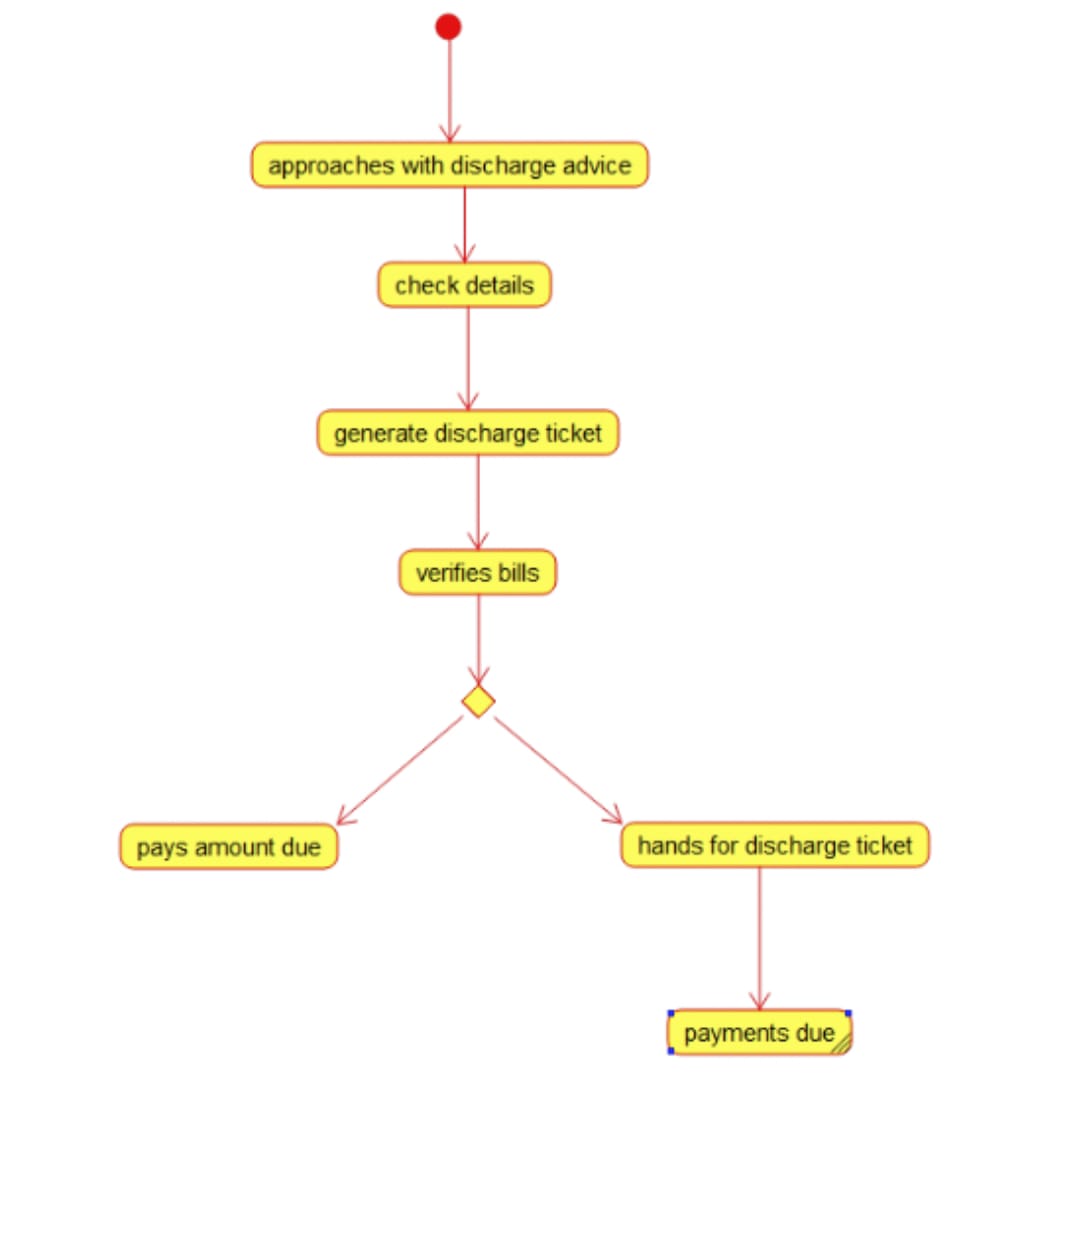 approaches with discharge advice
check details
generate discharge ticket
verifies bills
pays amount due
hands for discharge ticket
payments due